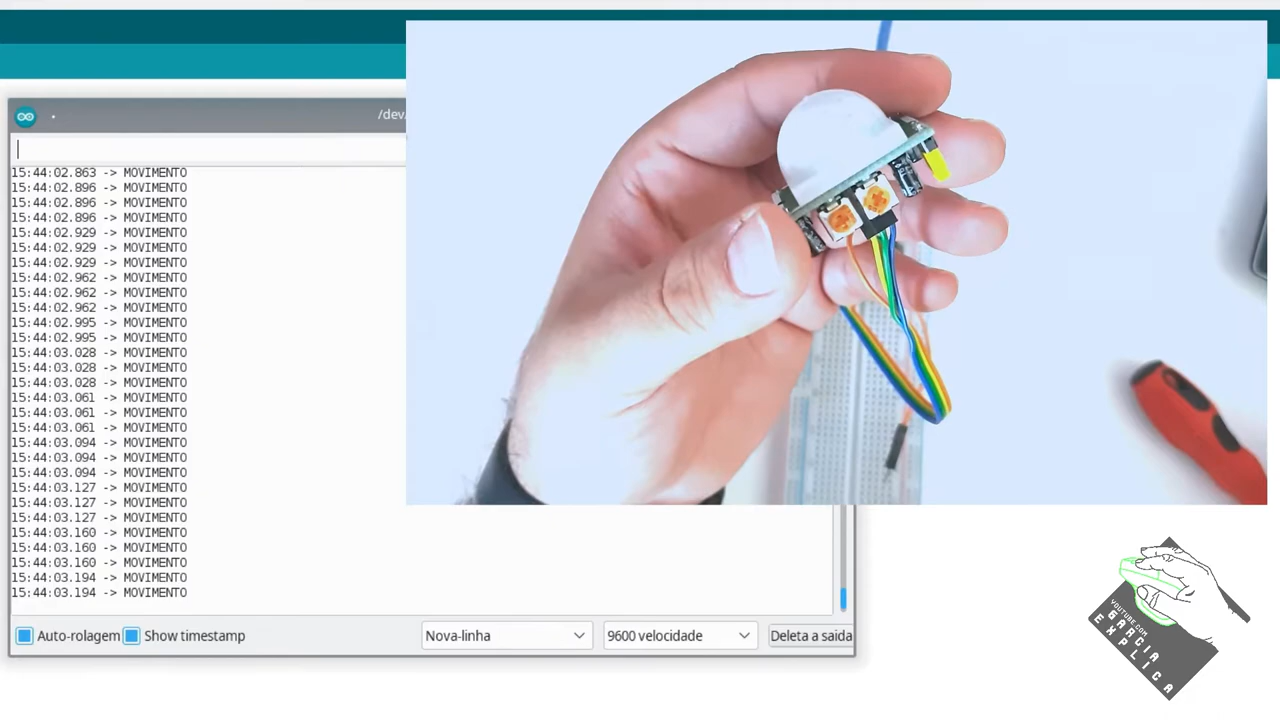 /dev.
15:44:02.863 -> MOVIMENTO
15:44:02.896 -> MOVIMENTO
15:44:02.896 -> MOVIMENTO
15:44:02.896 -> MOVIMENTO
15:44:02.929 -> MOVIMENTO
15:44:02.929 -> MOVIMENTO
15:44:02.929 -> MOVIMENTO
15:44:02.962 -> MOVIMENTO
15:44:02.962 -> MOVIMENTO
15:44:02.962 -> MOVIMENTO
15:44:02.995 -> MOVIMENTO
15:44:02.995 -> MOVIMENTO
15:44:03.028 -> MOVIMENTO
15:44:03.028 -> MOVIMENTO
15:44:03.028 -> MOVIMENTO
15:44:03.061 -> MOVIMENTO
15:44:03.061 -> MOVIMENTO
15:44:03.061 -> MOVIMENTO
15:44:03.094 -> MOVIMENTO
15:44:03.094 -> MOVIMENTO
15:44:03.094 -> MOVIMENTO
15:44:03.127 -> MOVIMENTO
15:44:03.127 -> MOVIMENTO
15:44:03.127 -> MOVIMENTO
15:44:03.160 -> MOVIMENTO
15:44:03.160 -> MOVIMENTO
15:44:03.160 -> MOVIMENTO
15:44:03.194 -> MOVIMENTO
15:44:03.194 -> MOVIMENTO
Auto-rolagem Show timestamp Nova-linha 9600 velocidade Deleta a saida
YOUTUBE.COM
GARCIA
EXPLICA